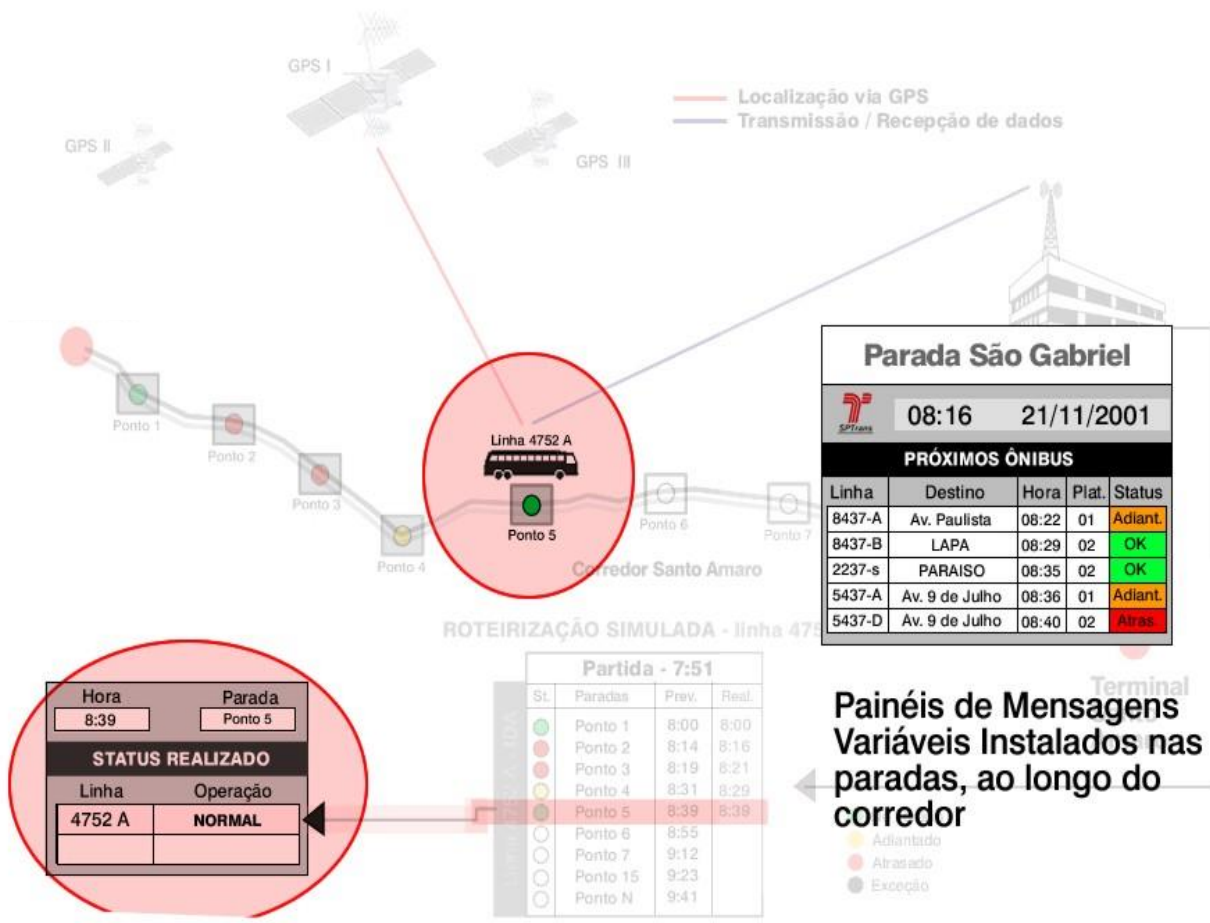 GPS I
GPS II
GPS III
Localização via GPS
Transmissão / Recepção de dados
Ponto 1
Ponto 2
Ponto 3
Ponto 4
Linha 4752 A
Ponto 5
Ponto 6
Ponto 7
Corredor Santo Amaro
Parada São Gabriel
SPTrans
08:16 21/11/2001
PRÓXIMOS ÔNIBUS
Linha Destino Hora Plat. Status
8437-A Av. Paulista 08:22 01 Adiant.
8437-B LAPA 08:29 02 OK
2237-s PARAISO 08:35 02 OK
5437-A Av. 9 de Julho 08:36 01 Adiant.
5437-D Av. 9 de Julho 08:40 02 Atras.
ROTEIRIZAÇÃO SIMULADA - linha 475
Partida - 7:51
St. Paradas Prev. Real.
Ponto 1 8:00 8:00
Ponto 2 8:14 8:16
Ponto 3 8:19 8:21
Ponto 4 8:31 8:29
Ponto 5 8:39 8:39
Ponto 6 8:55
Ponto 7 9:12
Ponto 15 9:23
Ponto N 9:41
Hora Parada
8:39 Ponto 5
STATUS REALIZADO
Linha Operação
4752 A NORMAL
Terminal
Painéis de Mensagens
Variáveis Instalados nas
paradas, ao longo do
corredor
Adiantado
Atrasado
Exceção